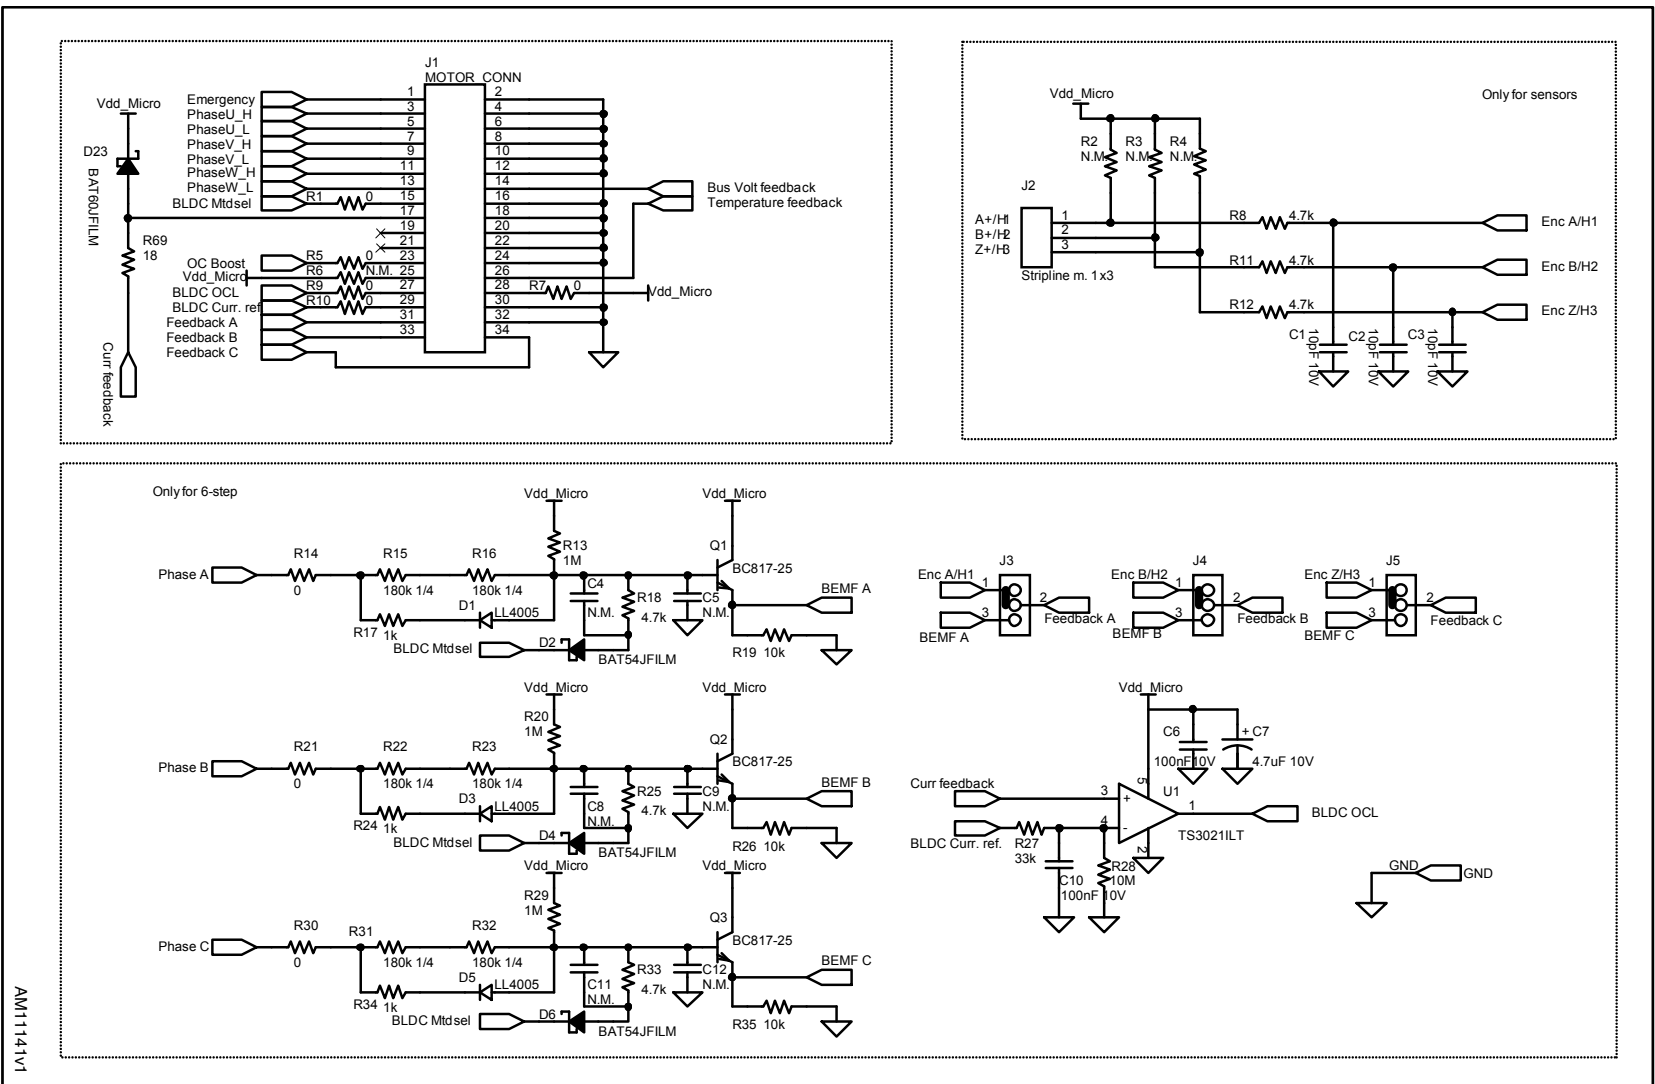 J1
MOTOR_CONN
Vdd_Micro
D23
BAT60JFILM
R69
18
Curr feedback
Emergency
PhaseU_H
PhaseU_L
PhaseV_H
PhaseV_L
PhaseW_H
PhaseW_L
BLDC Mtdsel
R1 0
OC Boost
R5 0
Vdd_Micro
R6 N.M.
BLDC OCL
R9 0
BLDC Curr. ref
R10 0
Feedback A
Feedback B
Feedback C
1 2
3 4
5 6
7 8
9 10
11 12
13 14
15 16
17 18
19 20
21 22
23 24
25 26
27 28
29 30
31 32
33 34
Bus Volt feedback
Temperature feedback
R7 0
Vdd_Micro
Only for sensors
Vdd_Micro
R2 R3 R4
N.M. N.M. N.M.
J2
A+/H1 1
B+/H2 2
Z+/H3 3
Stripline m. 1x3
R8 4.7k
Enc A/H1
R11 4.7k
Enc B/H2
R12 4.7k
Enc Z/H3
C1 C2 C3
10pF 10V
10pF 10V
10pF 10V
Only for 6-step
Vdd_Micro
Vdd_Micro
Phase A
R14
0
R15
180k 1/4
R16
180k 1/4
R13
1M
D1
LL4005
R17 1k
BLDC Mtdsel
D2
BAT54JFILM
C4
N.M.
R18
4.7k
C5
N.M.
Q1
BC817-25
BEMF A
R19 10k
Vdd_Micro
Vdd_Micro
Phase B
R21
0
R22
180k 1/4
R23
180k 1/4
R20
1M
D3
LL4005
R24 1k
BLDC Mtdsel
D4
BAT54JFILM
C8
N.M.
R25
4.7k
C9
N.M.
Q2
BC817-25
BEMF B
R26 10k
Vdd_Micro
Vdd_Micro
Phase C
R30
0
R31
180k 1/4
R32
180k 1/4
R29
1M
D5
LL4005
R34 1k
BLDC Mtdsel
D6
BAT54JFILM
C11
N.M.
R33
4.7k
C12
N.M.
Q3
BC817-25
BEMF C
R35 10k
J3
Enc A/H1 1
2
Feedback A
3
BEMF A
J4
Enc B/H2 1
2
Feedback B
3
BEMF B
J5
Enc Z/H3 1
2
Feedback C
3
BEMF C
Vdd_Micro
C6
100nF 10V
+ C7
4.7uF 10V
Curr feedback
3 +
5
U1
1
BLDC OCL
4 -
2
TS3021ILT
BLDC Curr. ref.
R27
33k
C10
100nF 10V
R28
10M
GND
GND
AM11141v1